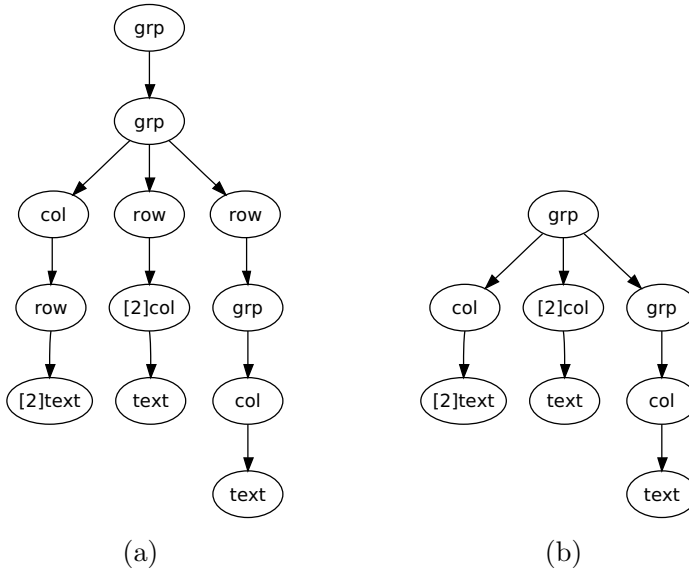 grp
grp
col row row grp
row [2]col grp col [2]col grp
[2]text text col [2]text text col
text text
(a) (b)